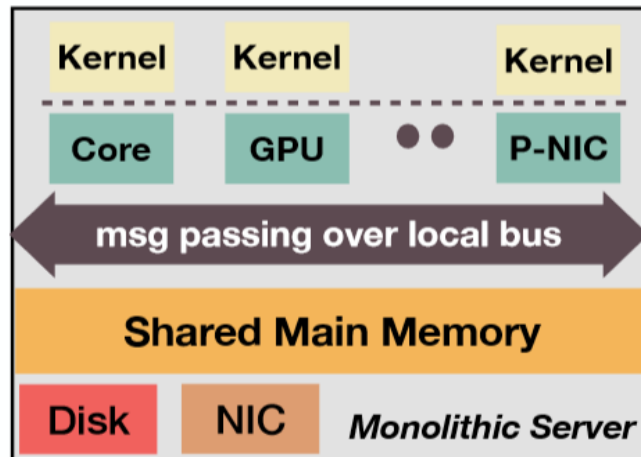 Kernel Kernel Kernel
Core GPU P-NIC
msg passing over local bus
Shared Main Memory
Disk NIC Monolithic Server